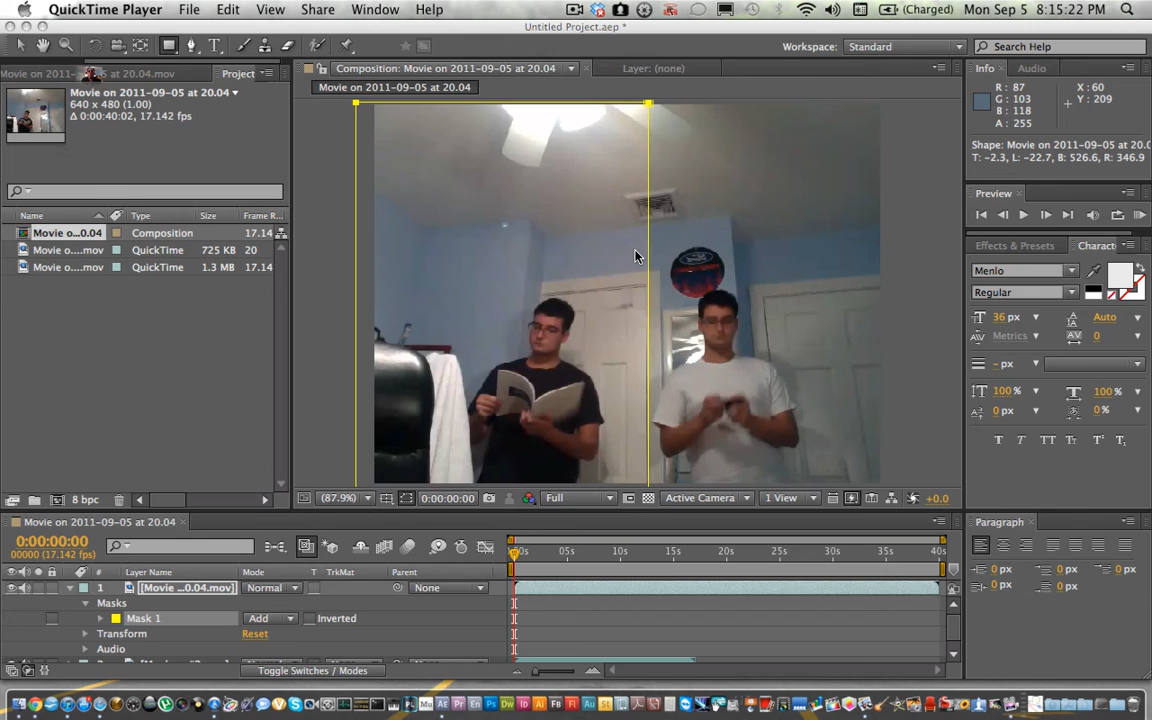 QuickTime Player File Edit View Share Window Help (Charged) Mon Sep 5 8:15:22 PM
Untitled Project.aep *
Workspace: Standard Search Help
Movie on 2011- at 20.04.mov Project
Composition: Movie on 2011-09-05 at 20.04 Layer: (none)
Info Audio
Movie on 2011-09-05 at 20.04
Movie on 2011-09-05 at 20.04
640 x 480 (1.00)
Δ 0:00:40:02, 17.142 fps
R: 87 X: 60
G: 103 Y: 209
B: 118
A: 255
Shape: Movie on 2011-09-05 at 20.0
T: -2.3, L: -22.7, B: 526.6, R: 346.9
Preview
Name Type Size Frame R...
Movie o...0.04 Composition 17.14
Movie o....mov QuickTime 725 KB 20
Movie o....mov QuickTime 1.3 MB 17.14
Effects & Presets Charact
Menlo
Regular
36 px Auto
Metrics 0
- px
100 % 100 %
0 px 0 %
T T TT Tт T¹ T₁
8 bpc
(87.9%) 0:00:00:00 Full Active Camera 1 View +0.0
Movie on 2011-09-05 at 20.04
0:00:00:00
00000 (17.142 fps)
00s 05s 10s 15s 20s 25s 30s 35s 40s
Layer Name Mode T TrkMat Parent
1 [Movie ...0.04.mov] Normal None
Masks
Mask 1 Add Inverted
Transform Reset
Audio
Toggle Switches / Modes
Paragraph
0 px 0 px 0 px
0 px 0 px